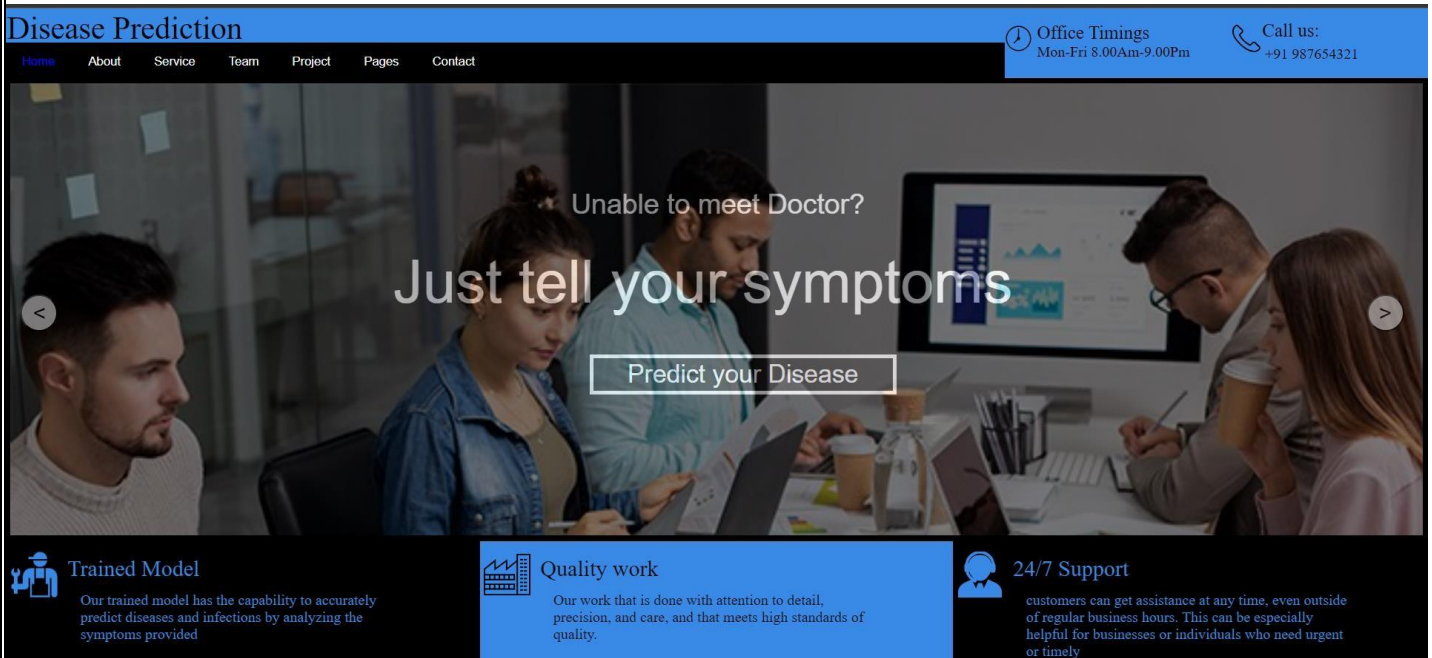 Disease Prediction
Office Timings
Mon-Fri 8.00Am-9.00Pm
Call us:
+91 987654321
Home About Service Team Project Pages Contact
Unable to meet Doctor?
Just tell your symptoms
<
>
Predict your Disease
Trained Model
Our trained model has the capability to accurately
predict diseases and infections by analyzing the
symptoms provided
Quality work
Our work that is done with attention to detail,
precision, and care, and that meets high standards of
quality.
24/7 Support
customers can get assistance at any time, even outside
of regular business hours. This can be especially
helpful for businesses or individuals who need urgent
or timely